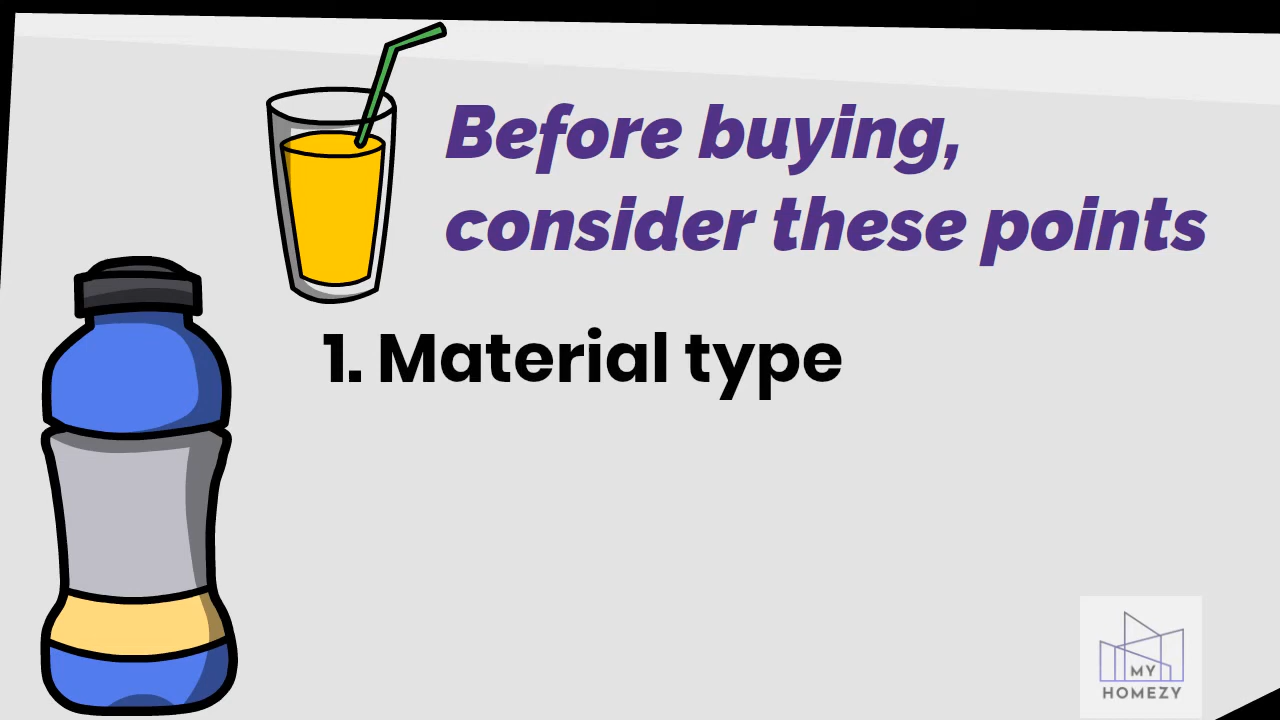 Before buying,
consider these points
1. Material type
MY
HOMEZY